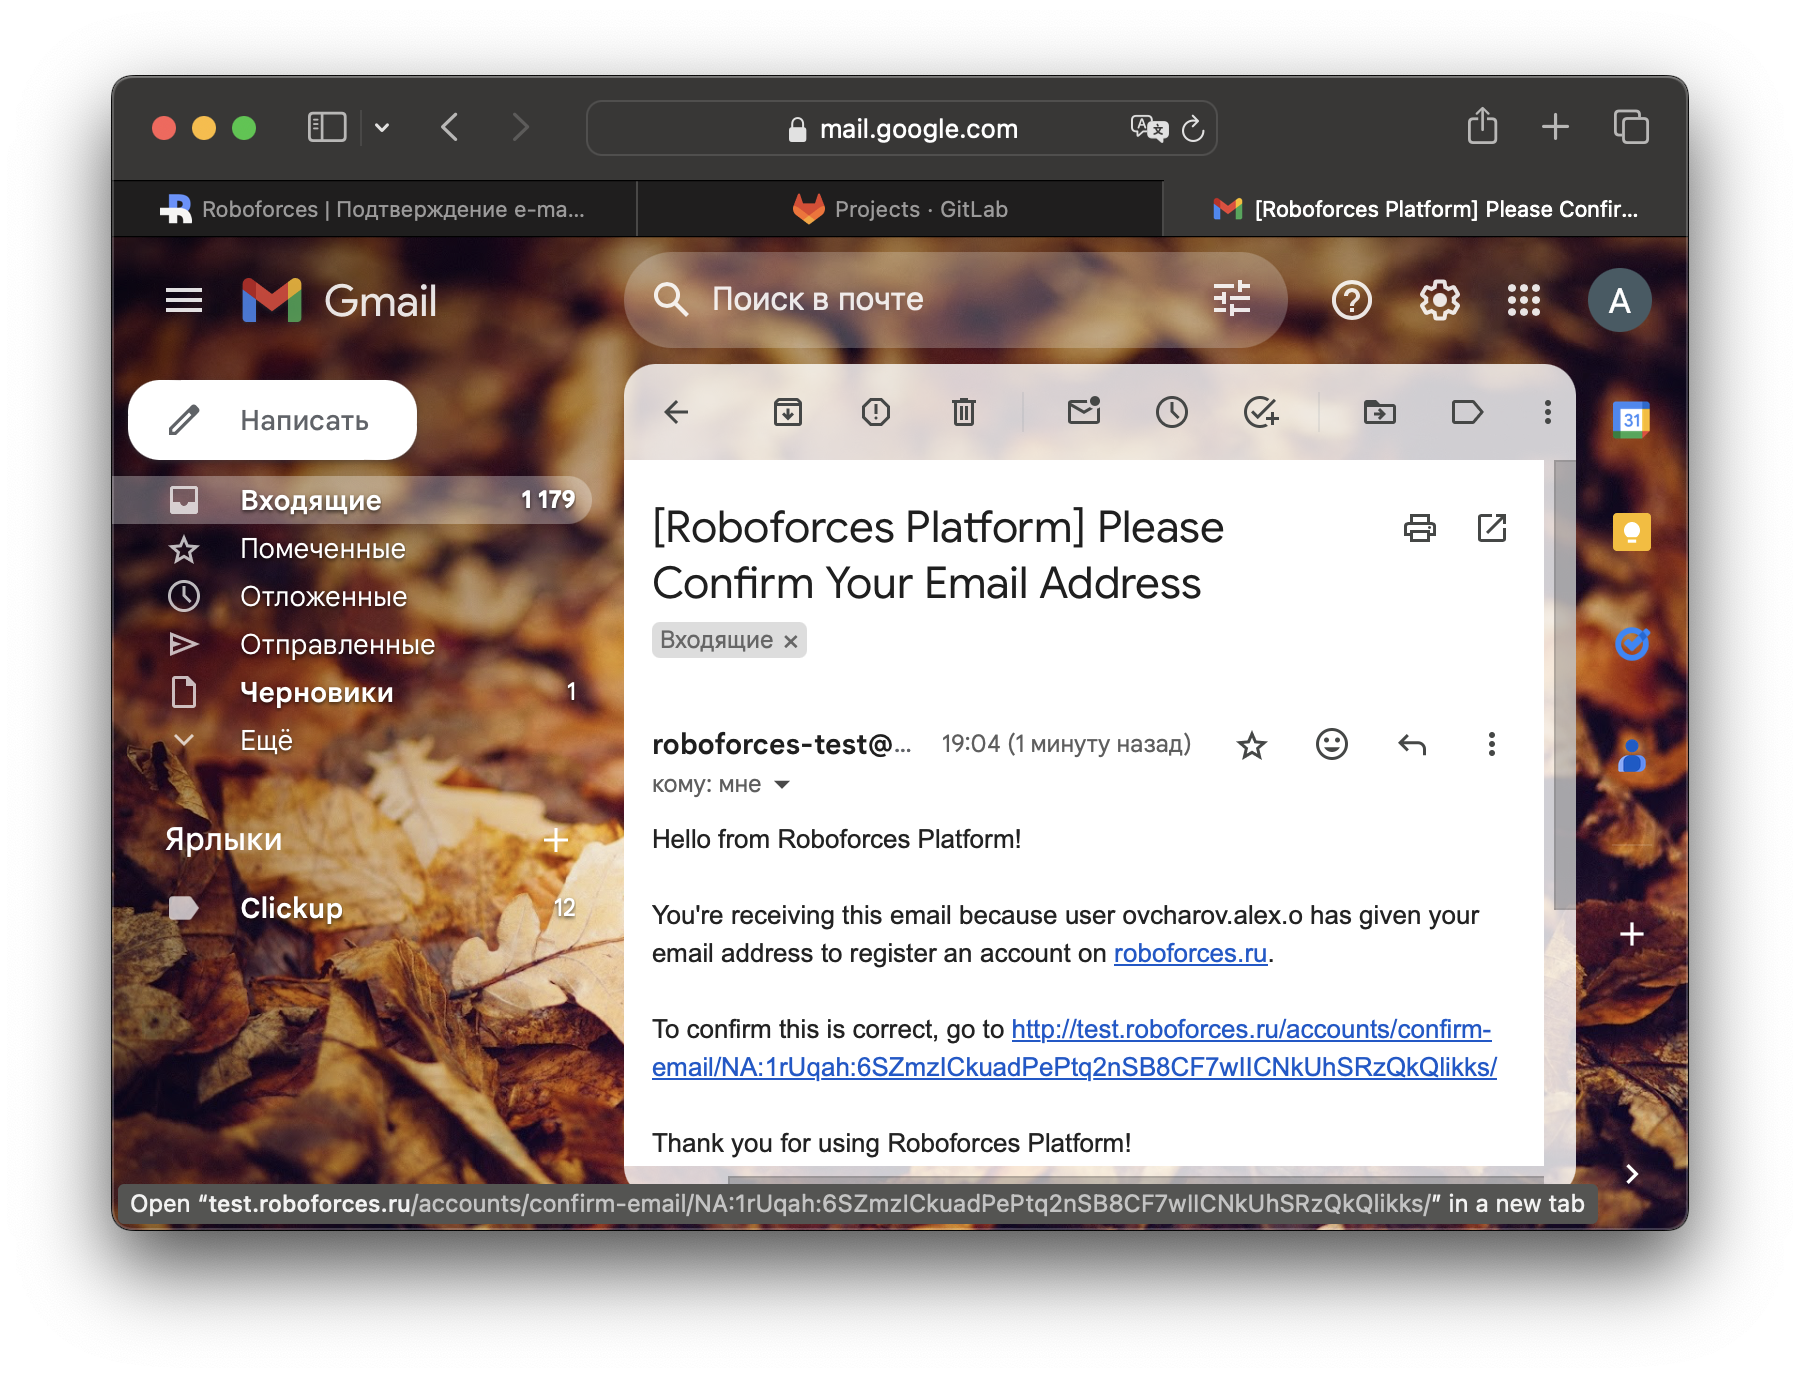 mail.google.com
Roboforces | Подтверждение e-ma...
Projects · GitLab
[Roboforces Platform] Please Confir...
Gmail
Поиск в почте
A
Написать
Входящие 1 179
Помеченные
Отложенные
Отправленные
Черновики 1
Ещё
Ярлыки
Clickup 12
31
[Roboforces Platform] Please
Confirm Your Email Address
Входящие
roboforces-test@... 19:04 (1 минуту назад)
кому: мне
Hello from Roboforces Platform!
You're receiving this email because user ovcharov.alex.o has given your
email address to register an account on roboforces.ru.
To confirm this is correct, go to http://test.roboforces.ru/accounts/confirm-
email/NA:1rUqah:6SZmzICkuadPePtq2nSB8CF7wIICNkUhSRzQkQlikks/
Thank you for using Roboforces Platform!
Open “test.roboforces.ru/accounts/confirm-email/NA:1rUqah:6SZmzICkuadPePtq2nSB8CF7wIICNkUhSRzQkQlikks/” in a new tab